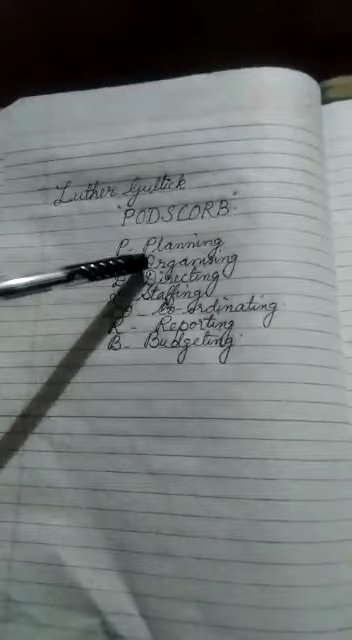 Luther Gullick
"PODSCORB"
P- Planning
Organising
D- Directing
Staffing
Co-ordinating
R- Reporting
B- Budgeting